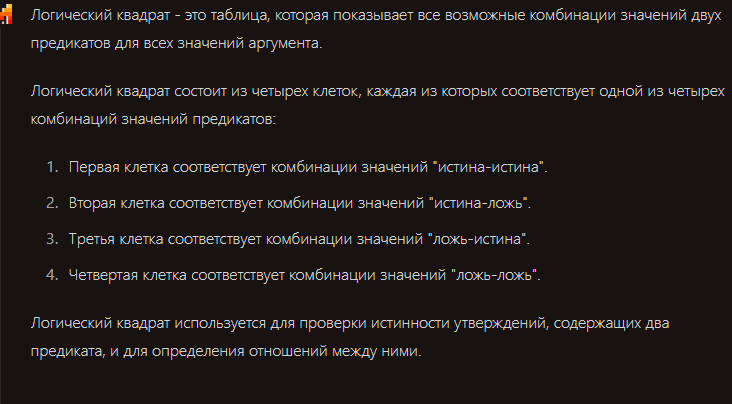 Логический квадрат - это таблица, которая показывает все возможные комбинации значений двух
предикатов для всех значений аргумента.
Логический квадрат состоит из четырех клеток, каждая из которых соответствует одной из четырех
комбинаций значений предикатов:
1. Первая клетка соответствует комбинации значений "истина-истина".
2. Вторая клетка соответствует комбинации значений "истина-ложь".
3. Третья клетка соответствует комбинации значений "ложь-истина".
4. Четвертая клетка соответствует комбинации значений "ложь-ложь".
Логический квадрат используется для проверки истинности утверждений, содержащих два
предиката, и для определения отношений между ними.